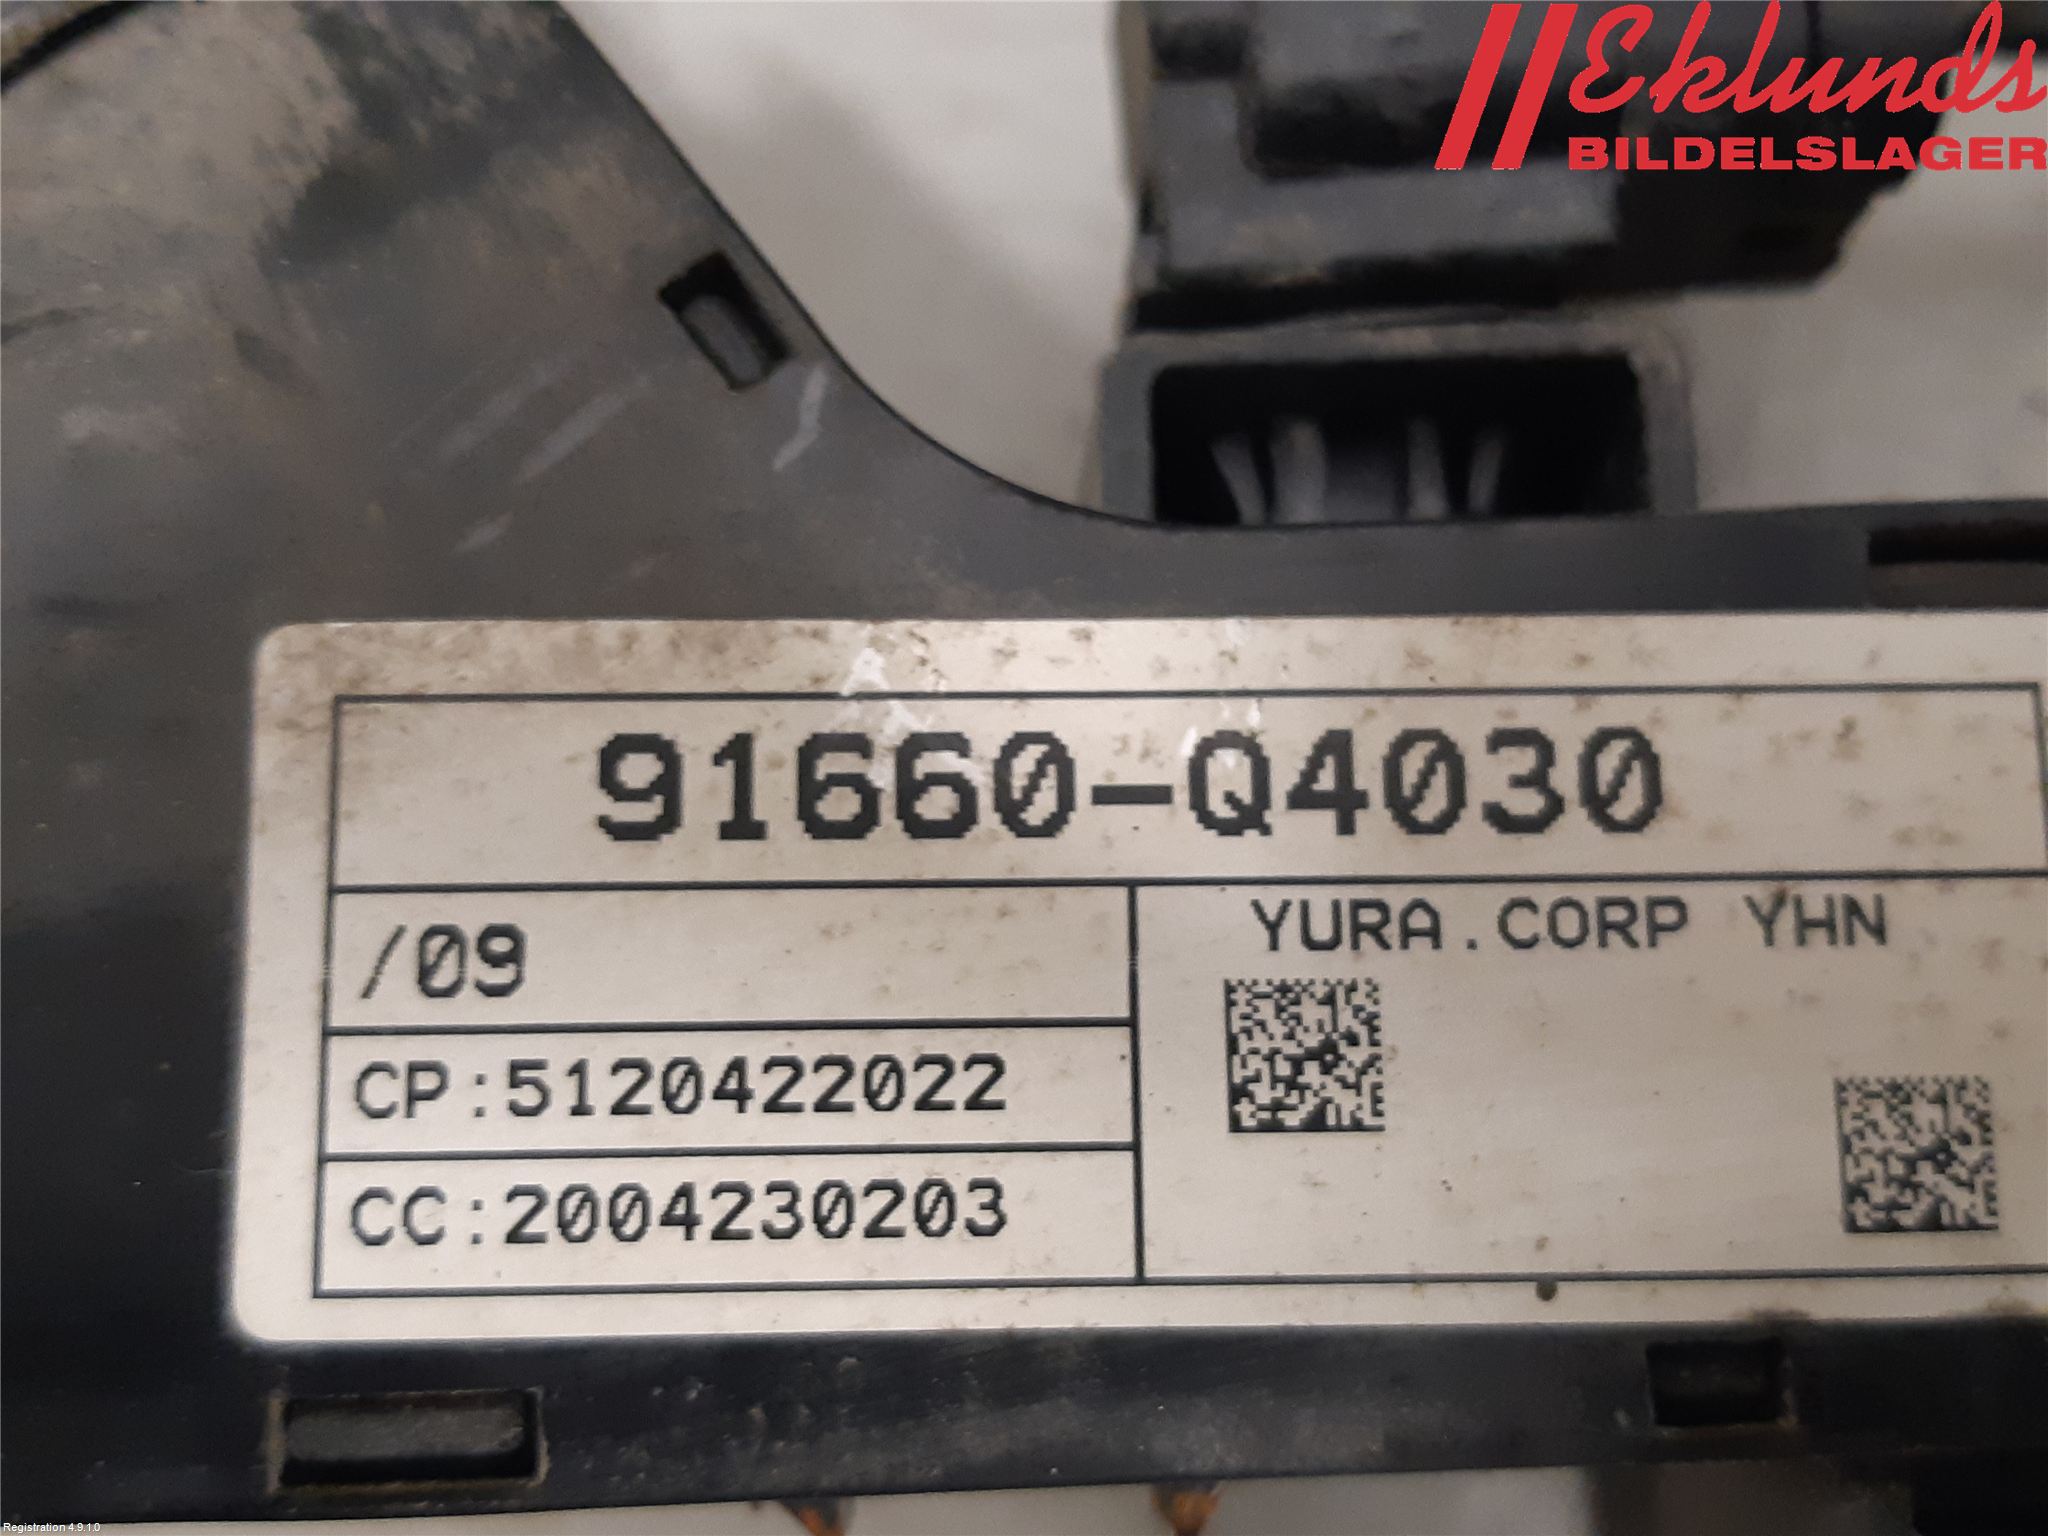 Eklunds
BILDELSLAGER
91660-Q4030
/09
YURA.CORP YHN
CP:5120422022
CC:2004230203
Registration 4.9.1.0